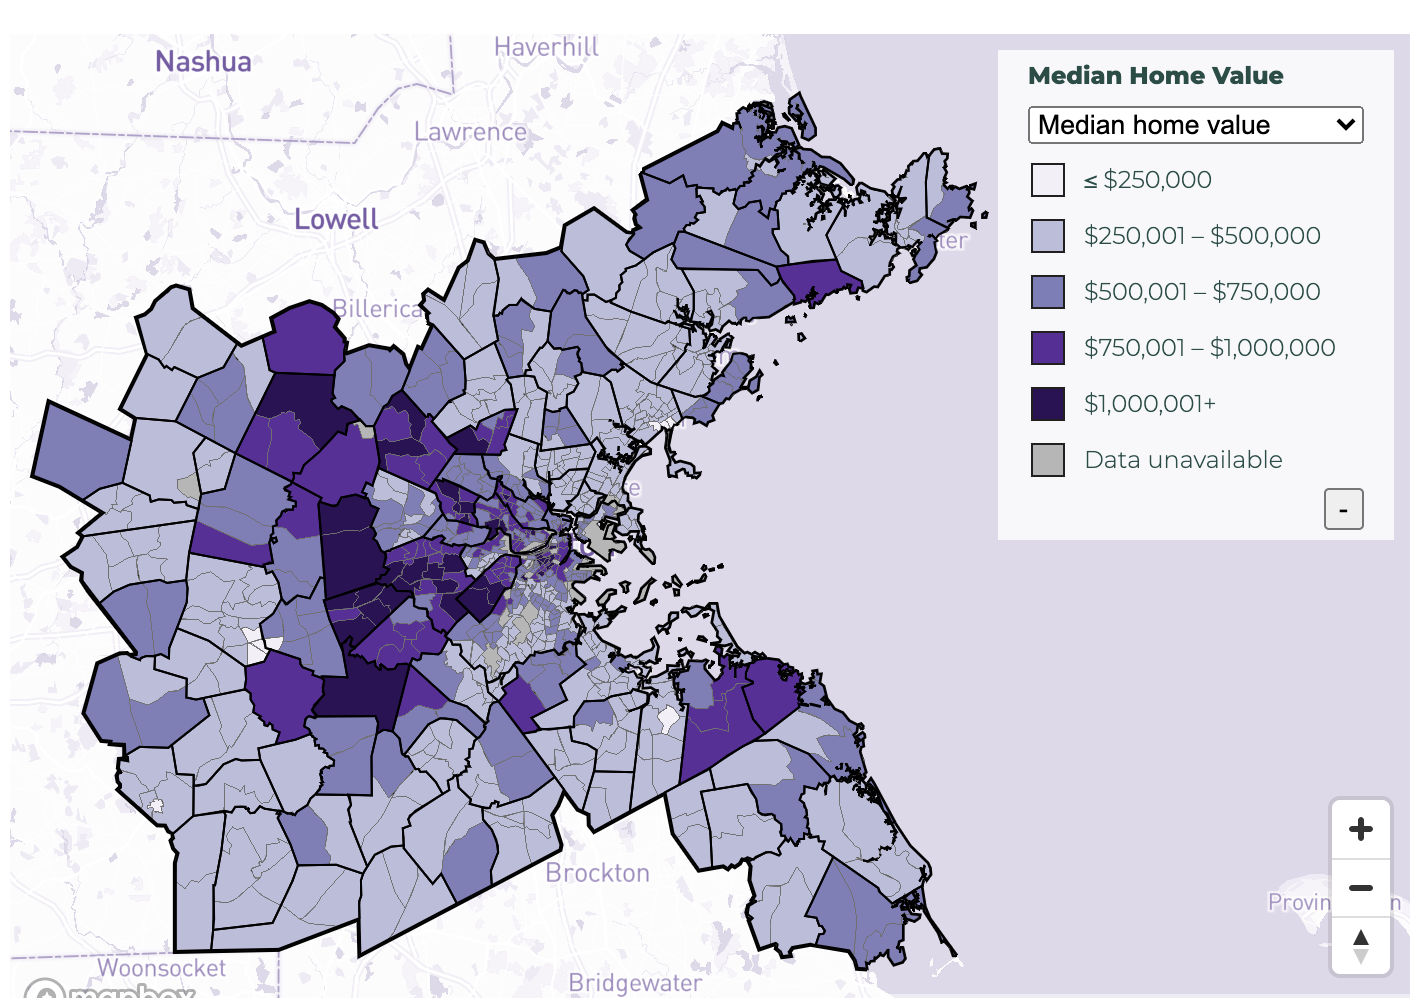 Haverhill
Nashua
Median Home Value
Median home value
Lawrence
≤ $250,000
Lowell
$250,001 – $500,000
ter
$500,001 – $750,000
Billerica
$750,001 – $1,000,000
$1,000,001+
Data unavailable
e
-
+
−
Brockton
Provin
n
Woonsocket
Bridgewater
mapbox